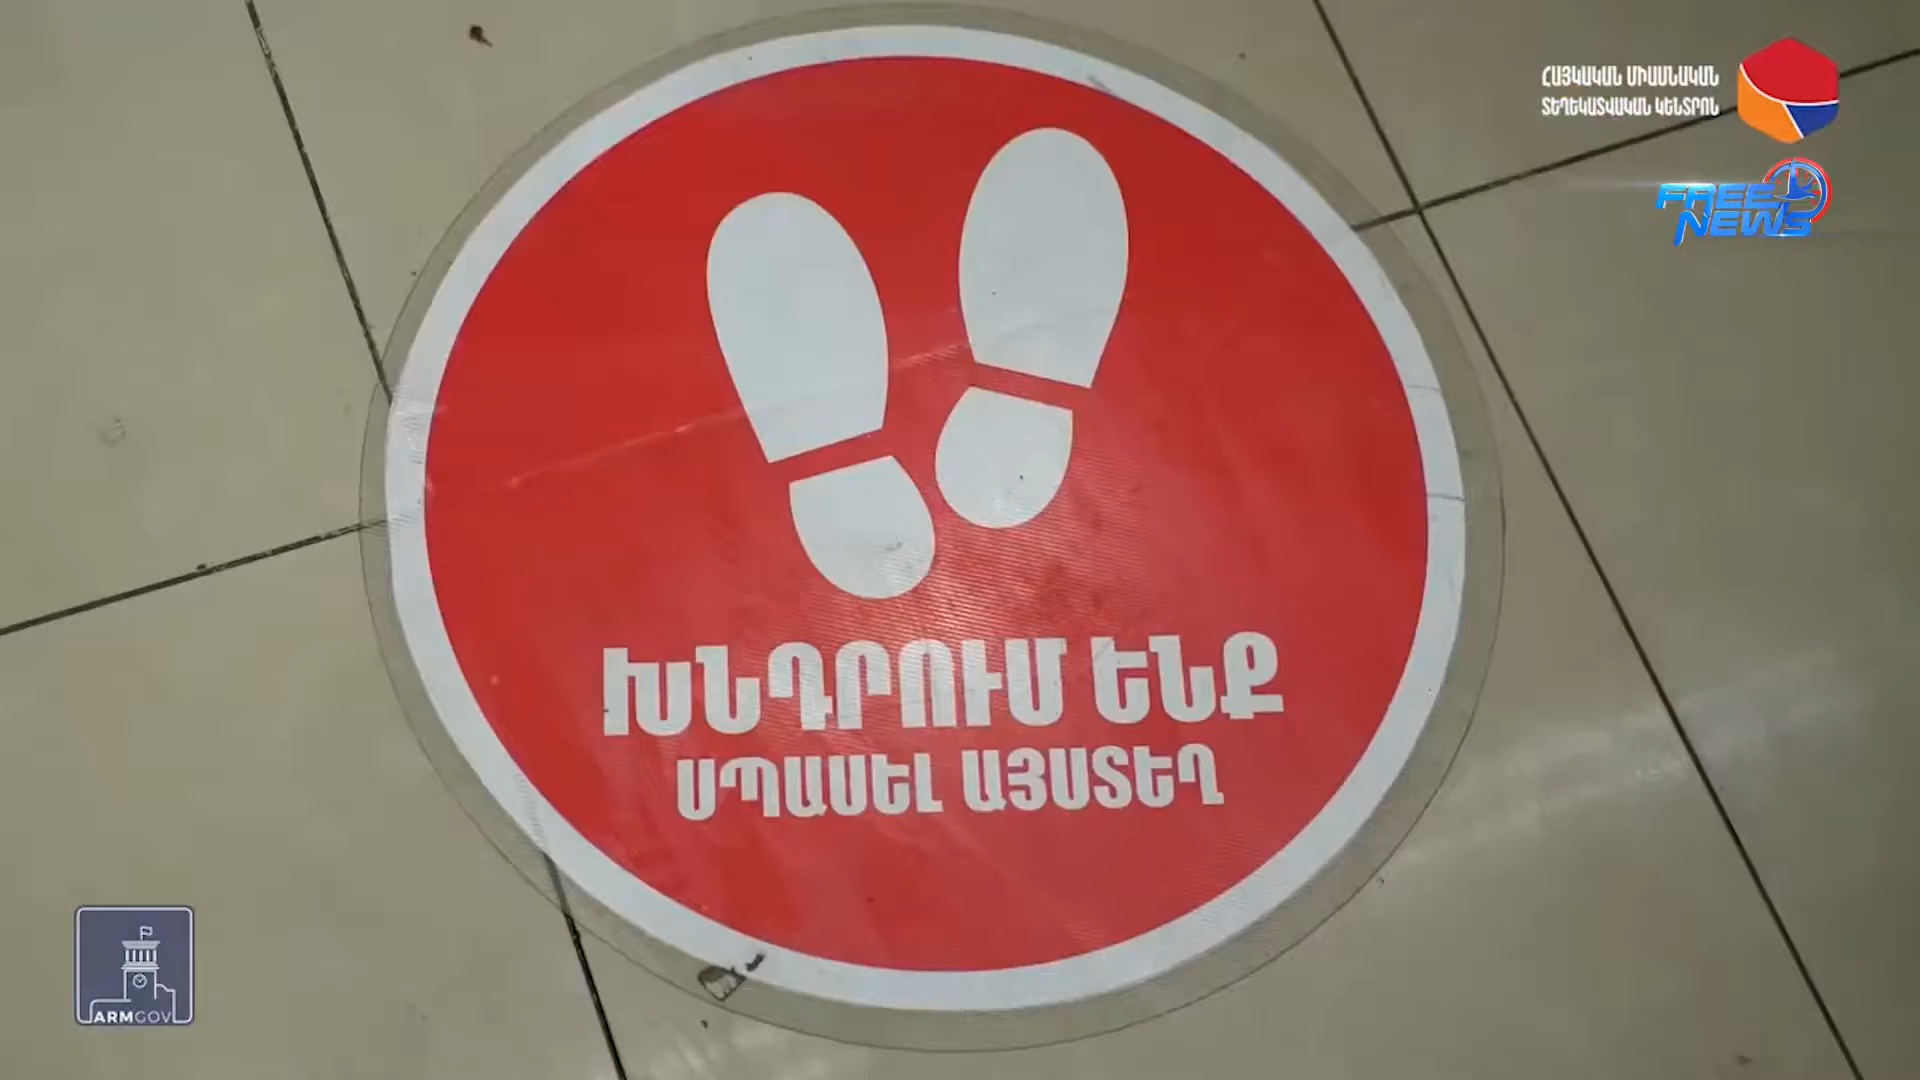 ՀԱՅԿԱԿԱՆ ՄԻԱՍՆԱԿԱՆ
ՏԵՂԵԿԱՏՎԱԿԱՆ ԿԵՆՏՐՈՆ
FREE
NEWS
ԽՆԴՐՈՒՄ ԵՆՔ
ՍՊԱՍԵԼ ԱՅՍՏԵՂ
ARMGOV